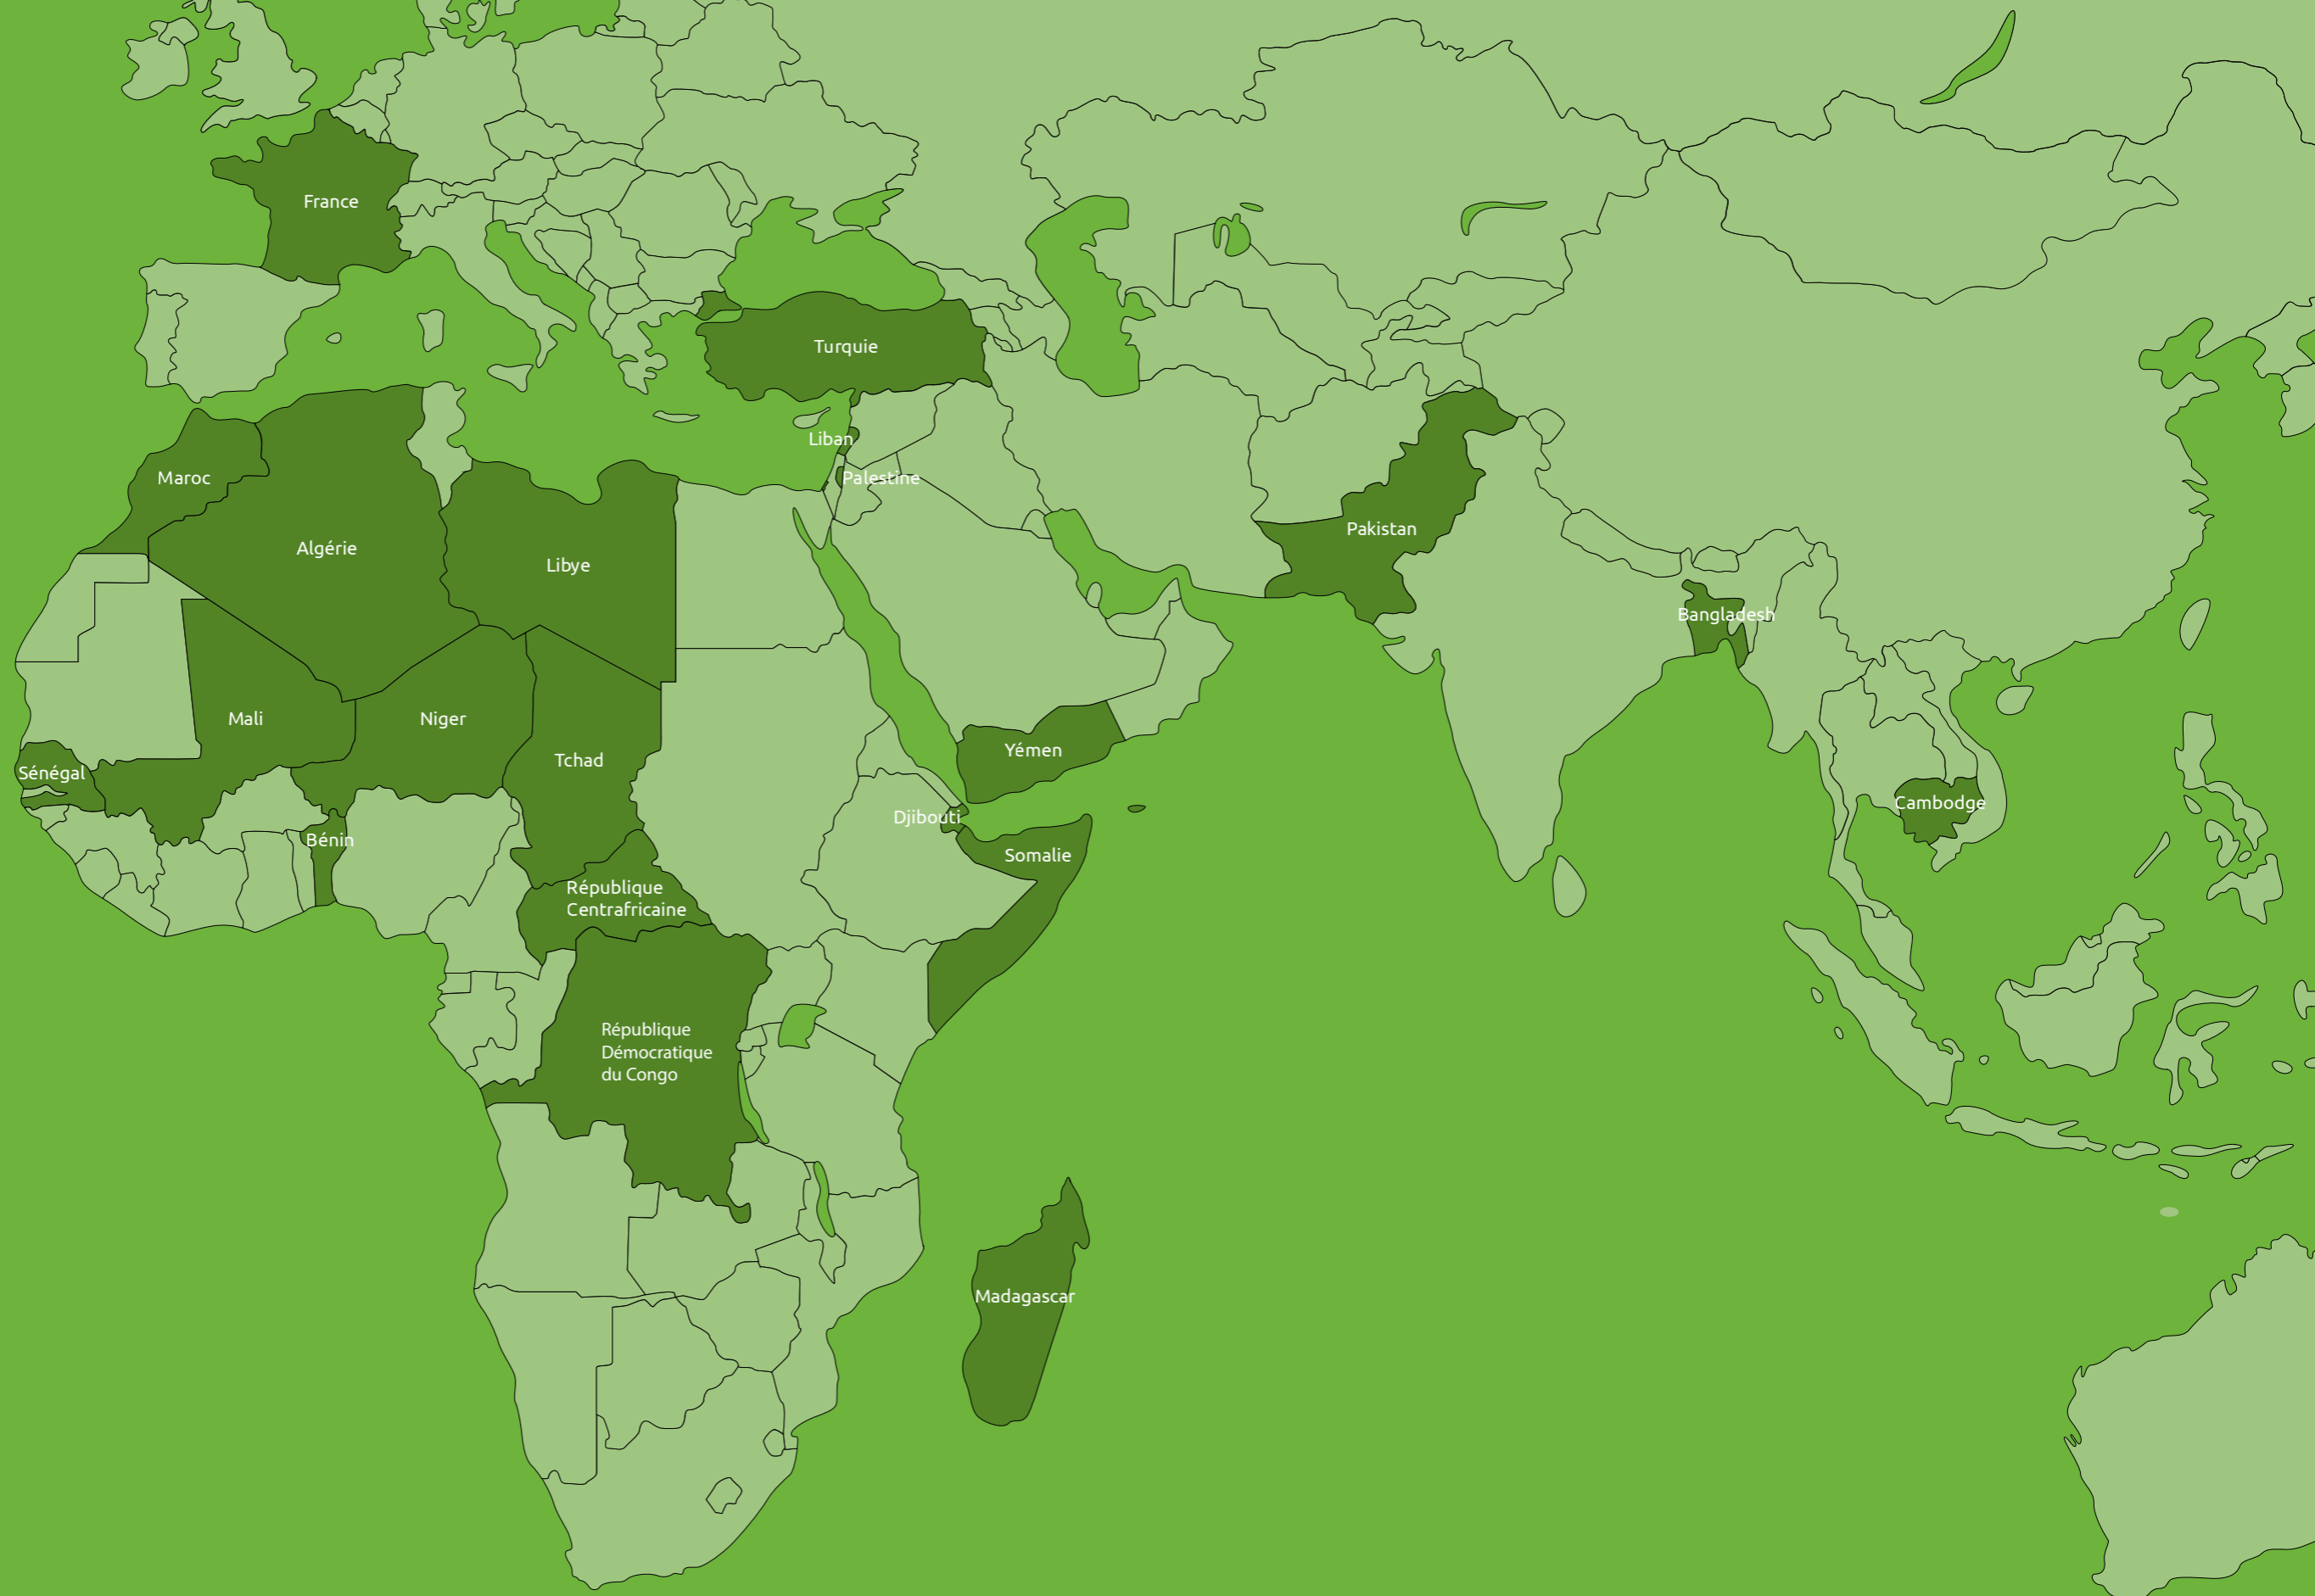 France
Turquie
Liban
Maroc
Palestine
Pakistan
Algérie
Libye
Bangladesh
Mali
Niger
Yémen
Tchad
Sénégal
Cambodge
Djibouti
Bénin
Somalie
République
Centrafricaine
République
Démocratique
du Congo
Madagascar